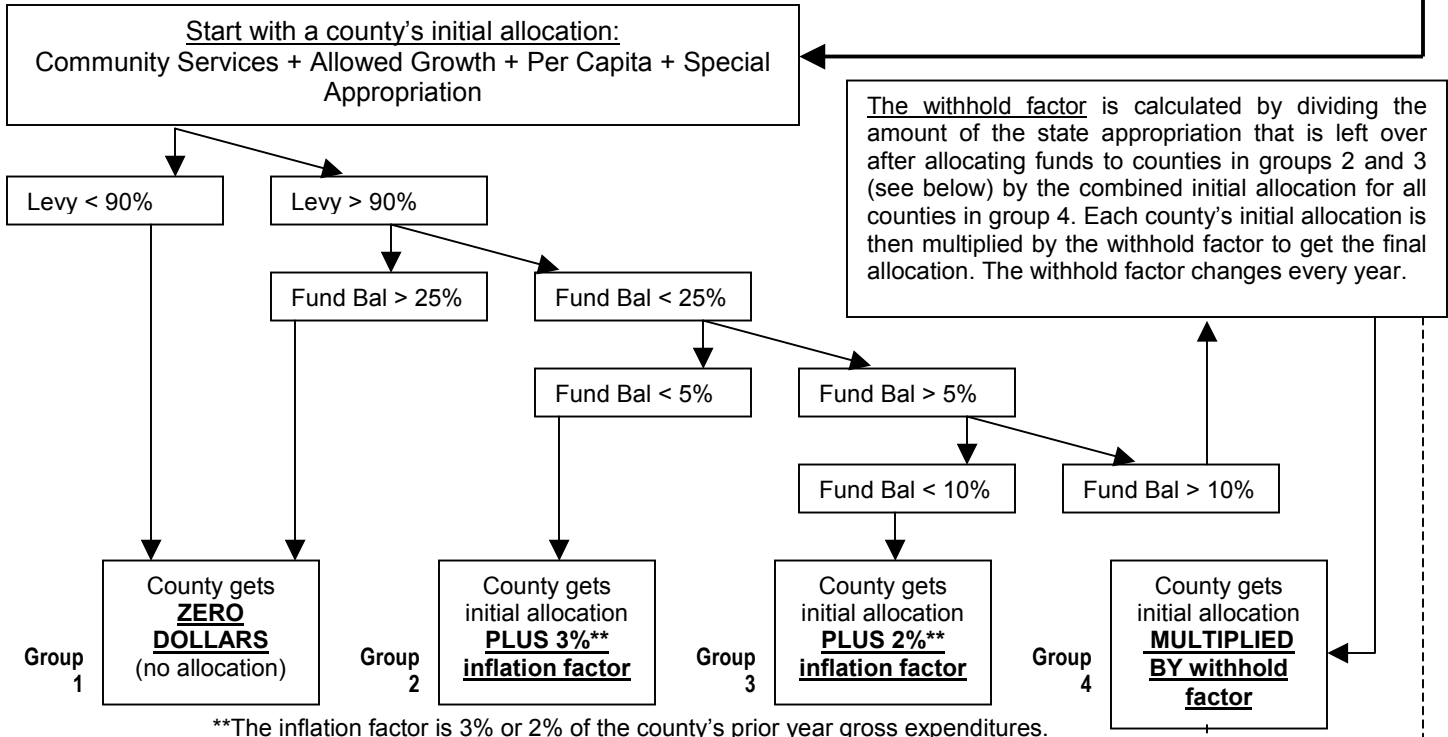 Start with a county’s initial allocation:
Community Services + Allowed Growth + Per Capita + Special
Appropriation
The withhold factor is calculated by dividing the
amount of the state appropriation that is left over
after allocating funds to counties in groups 2 and 3
(see below) by the combined initial allocation for all
counties in group 4. Each county’s initial allocation is
then multiplied by the withhold factor to get the final
allocation. The withhold factor changes every year.
Levy < 90%
Levy > 90%
Fund Bal > 25%
Fund Bal < 25%
Fund Bal < 5%
Fund Bal > 5%
Fund Bal < 10%
Fund Bal > 10%
Group
1
County gets
ZERO
DOLLARS
(no allocation)
Group
2
County gets
initial allocation
PLUS 3%**
inflation factor
Group
3
County gets
initial allocation
PLUS 2%**
inflation factor
Group
4
County gets
initial allocation
MULTIPLIED
BY withhold
factor
**The inflation factor is 3% or 2% of the county’s prior year gross expenditures.